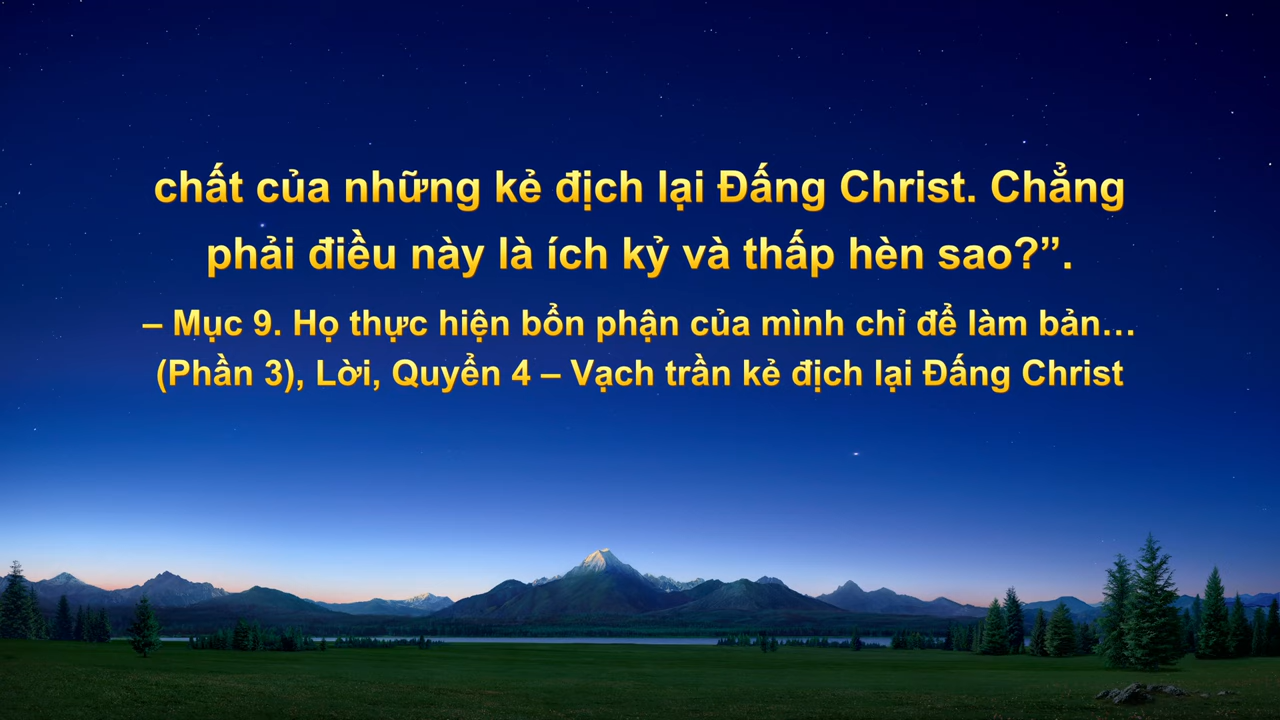 chất của những kẻ địch lại Đấng Christ. Chẳng
phải điều này là ích kỷ và thấp hèn sao?”.
– Mục 9. Họ thực hiện bổn phận của mình chỉ để làm bản…
(Phần 3), Lời, Quyển 4 – Vạch trần kẻ địch lại Đấng Christ